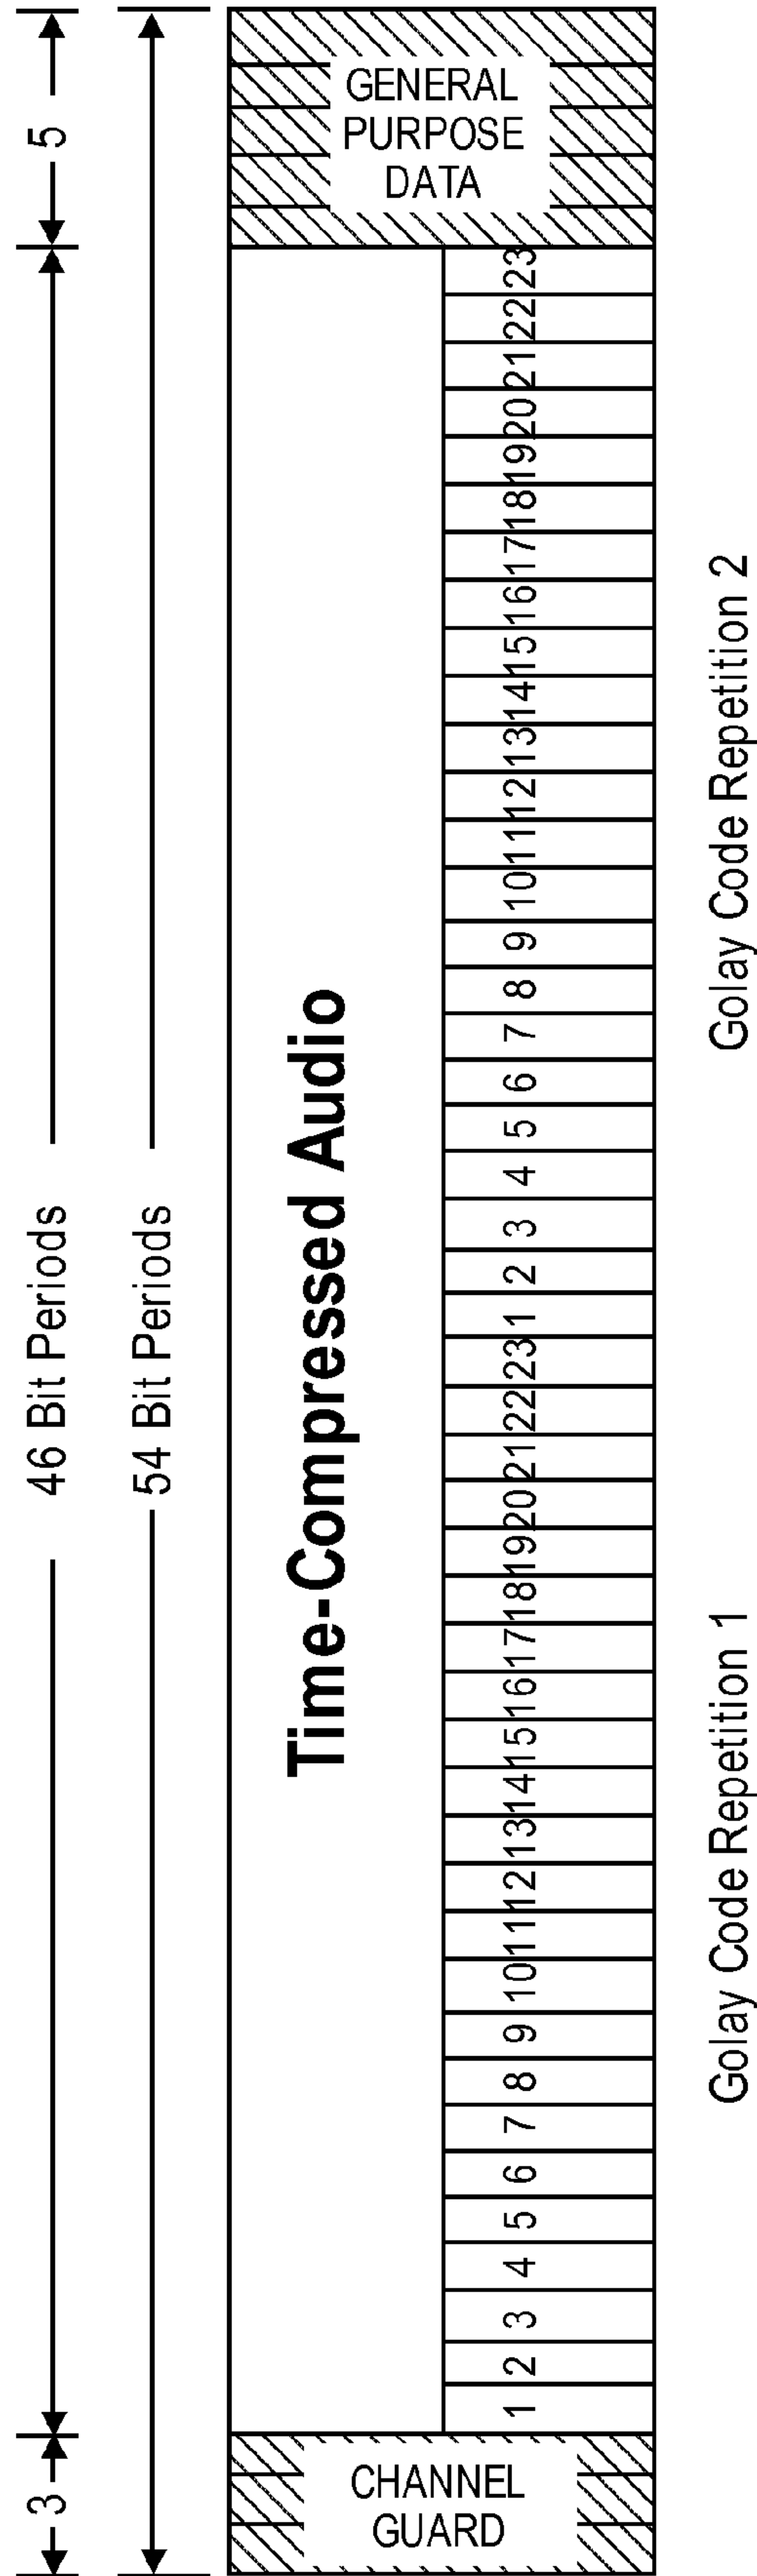 3
46 Bit Periods
5
54 Bit Periods
CHANNEL
GUARD
Time-Compressed Audio
GENERAL
PURPOSE
DATA
1 2 3 4 5 6 7 8 9 10 11 12 13 14 15 16 17 18 19 20 21 22 23 1 2 3 4 5 6 7 8 9 10 11 12 13 14 15 16 17 18 19 20 21 22 23
Golay Code Repetition 1
Golay Code Repetition 2